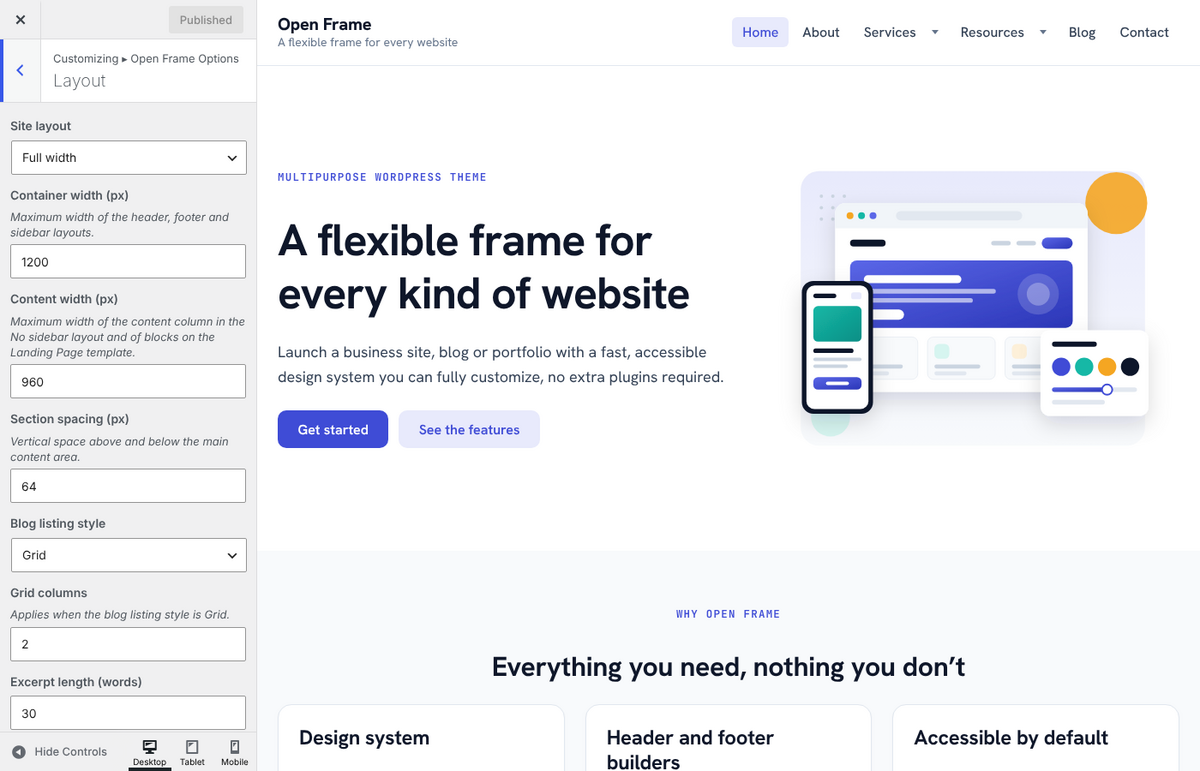 Published
Customizing ▸ Open Frame Options
Layout
Site layout
Full width
Container width (px)
Maximum width of the header, footer and
sidebar layouts.
1200
Content width (px)
Maximum width of the content column in the
No sidebar layout and of blocks on the
Landing Page template.
960
Section spacing (px)
Vertical space above and below the main
content area.
64
Blog listing style
Grid
Grid columns
Applies when the blog listing style is Grid.
2
Excerpt length (words)
30
Hide Controls
Desktop
Tablet
Mobile
Open Frame
A flexible frame for every website
Home
About
Services
Resources
Blog
Contact
MULTIPURPOSE WORDPRESS THEME
A flexible frame for
every kind of website
Launch a business site, blog or portfolio with a fast, accessible
design system you can fully customize, no extra plugins required.
Get started
See the features
WHY OPEN FRAME
Everything you need, nothing you don’t
Design system
Header and footer
builders
Accessible by default